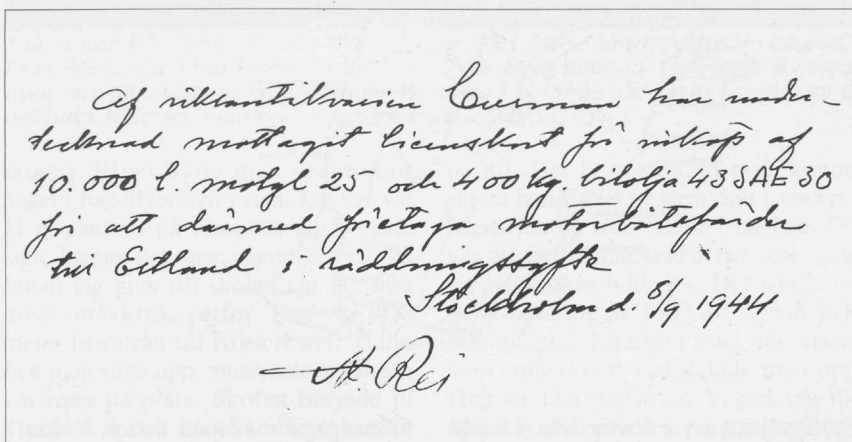 Af riksantikvarien Curman har under-
tecknad mottaget licenskort för inköp af
10.000 l. motyl 25 och 400 kg. bilolja 43 SAE 30
för att därmed företaga motorbåtsfärder
till Estland i räddningssyfte
Stockholm d. 8/9 1944
A Rei